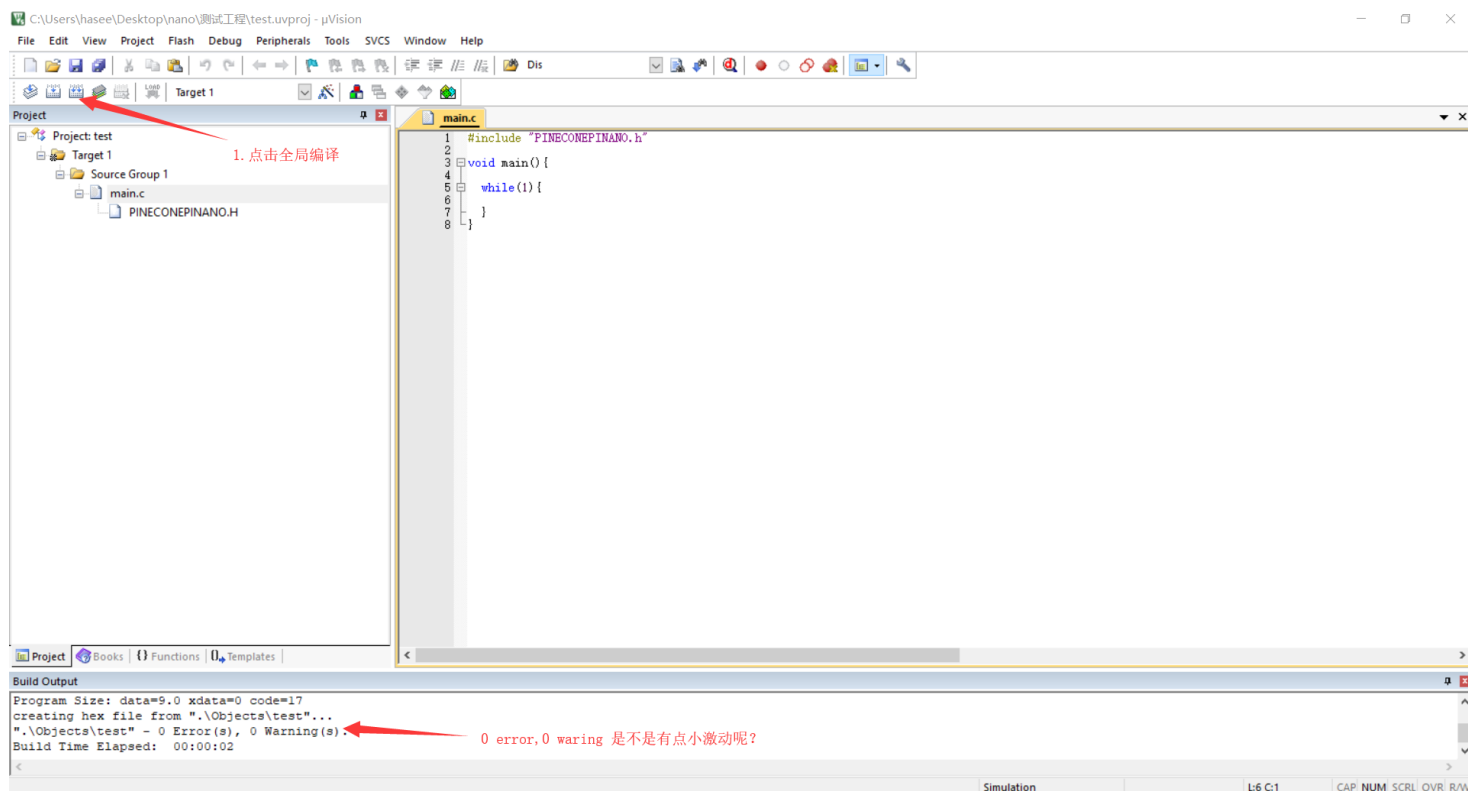 C:\Users\hasee\Desktop\nano\测试工程\test.uvproj - µVision
File Edit View Project Flash Debug Peripherals Tools SVCS Window Help
Dis
LOAD Target 1
Project
main.c
Project: test
Target 1
Source Group 1
main.c
PINECONEPINANO.H
1.点击全局编译
1 #include "PINECONEPINANO.h"
2
3 void main(){
4
5 while(1){
6
7 }
8 }
Project Books {} Functions Templates
Build Output
Program Size: data=9.0 xdata=0 code=17
creating hex file from ".\Objects\test"...
".\Objects\test" - 0 Error(s), 0 Warning(s).
Build Time Elapsed: 00:00:02
0 error,0 waring 是不是有点小激动呢?
Simulation L:6 C:1 CAP NUM SCRL OVR R/W